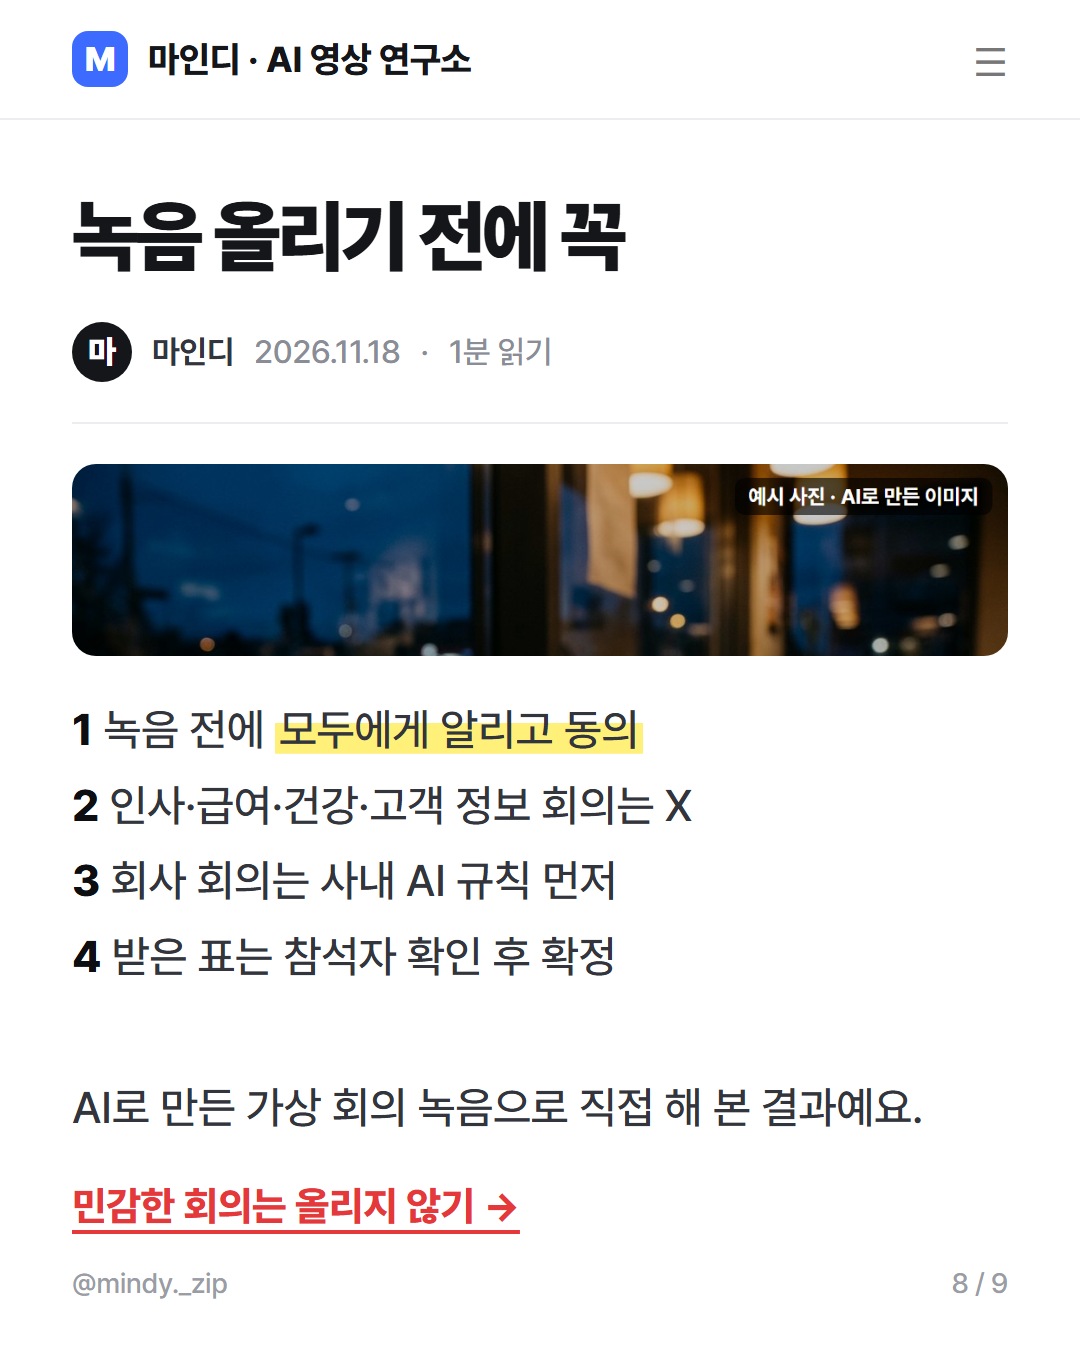 M 마인디 · AI 영상 연구소 ☰
녹음 올리기 전에 꼭
마 마인디 2026.11.18 · 1분 읽기
예시 사진 · AI로 만든 이미지
1 녹음 전에 모두에게 알리고 동의
2 인사·급여·건강·고객 정보 회의는 X
3 회사 회의는 사내 AI 규칙 먼저
4 받은 표는 참석자 확인 후 확정
AI로 만든 가상 회의 녹음으로 직접 해 본 결과예요.
민감한 회의는 올리지 않기 →
@mindy._zip 8 / 9